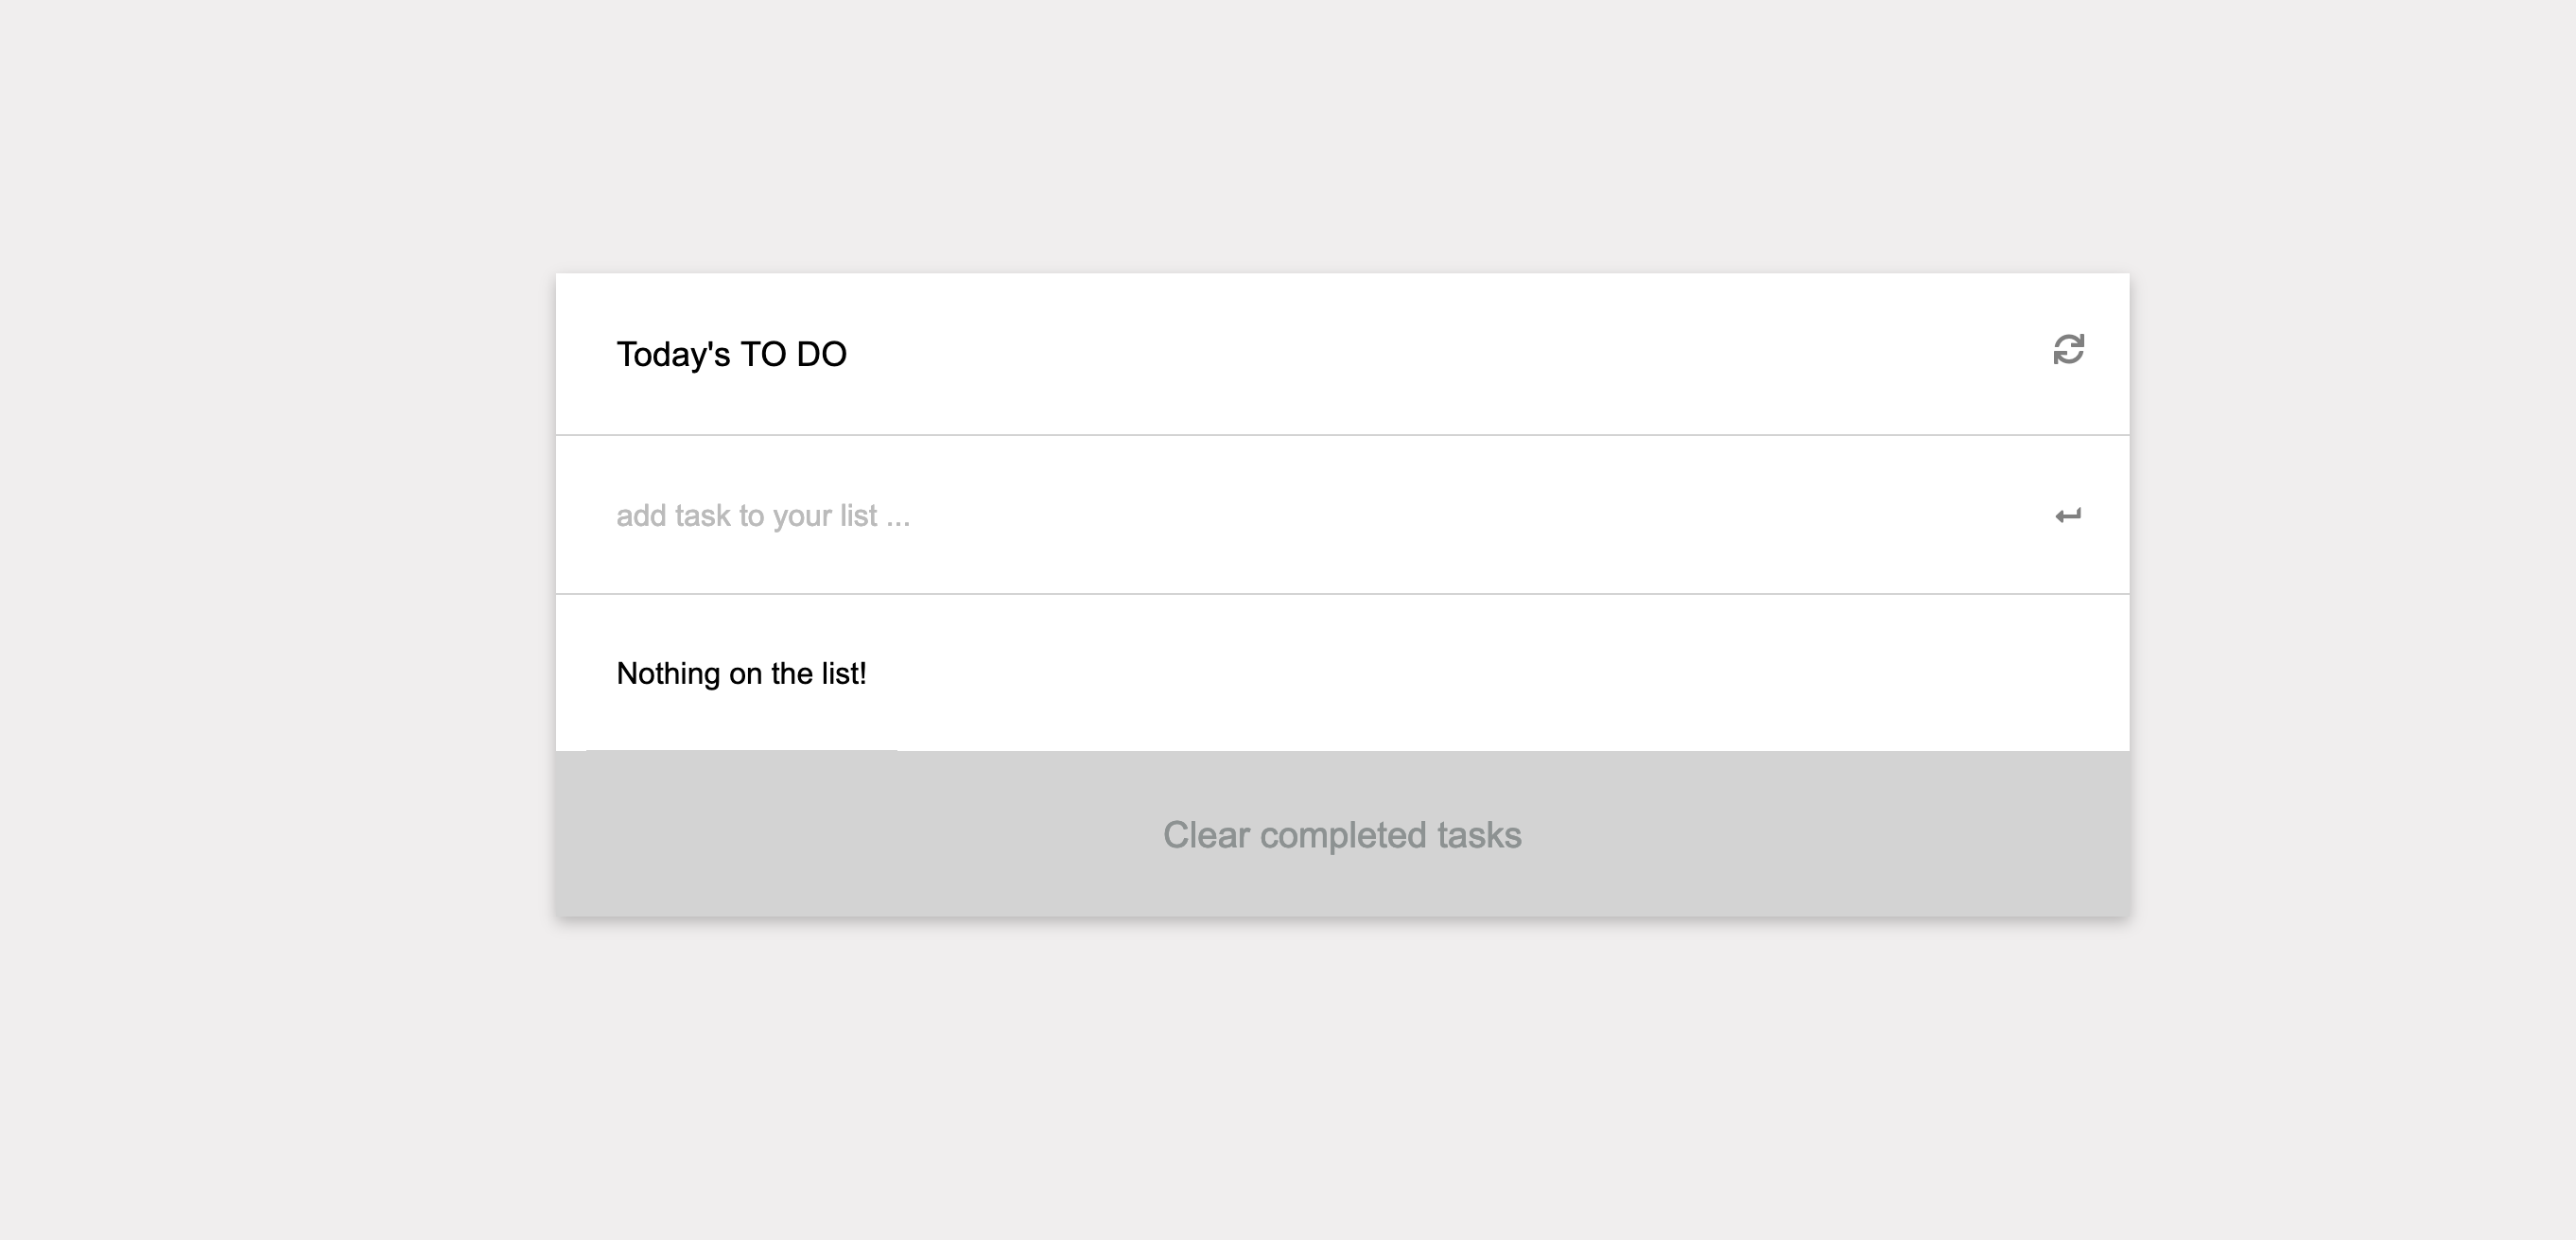 Today's TO DO
add task to your list ...
Nothing on the list!
Clear completed tasks